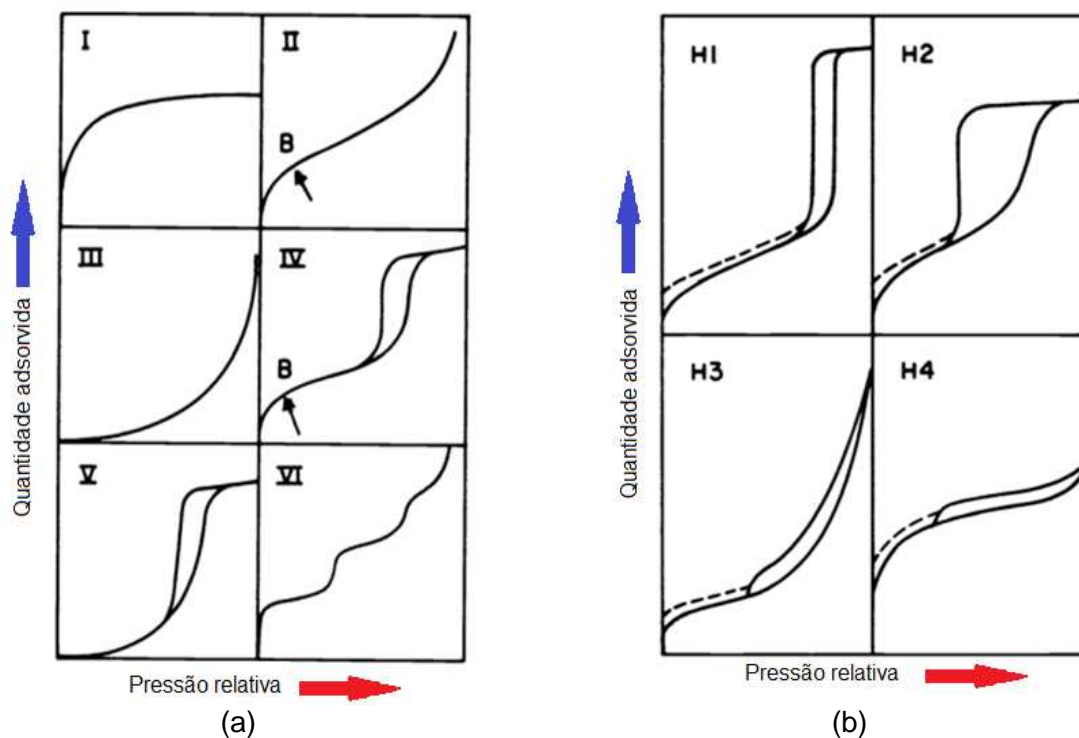 I
II
B
III
IV
B
V
VI
Quantidade adsorvida
Pressão relativa
(a)
H1
H2
H3
H4
Quantidade adsorvida
Pressão relativa
(b)